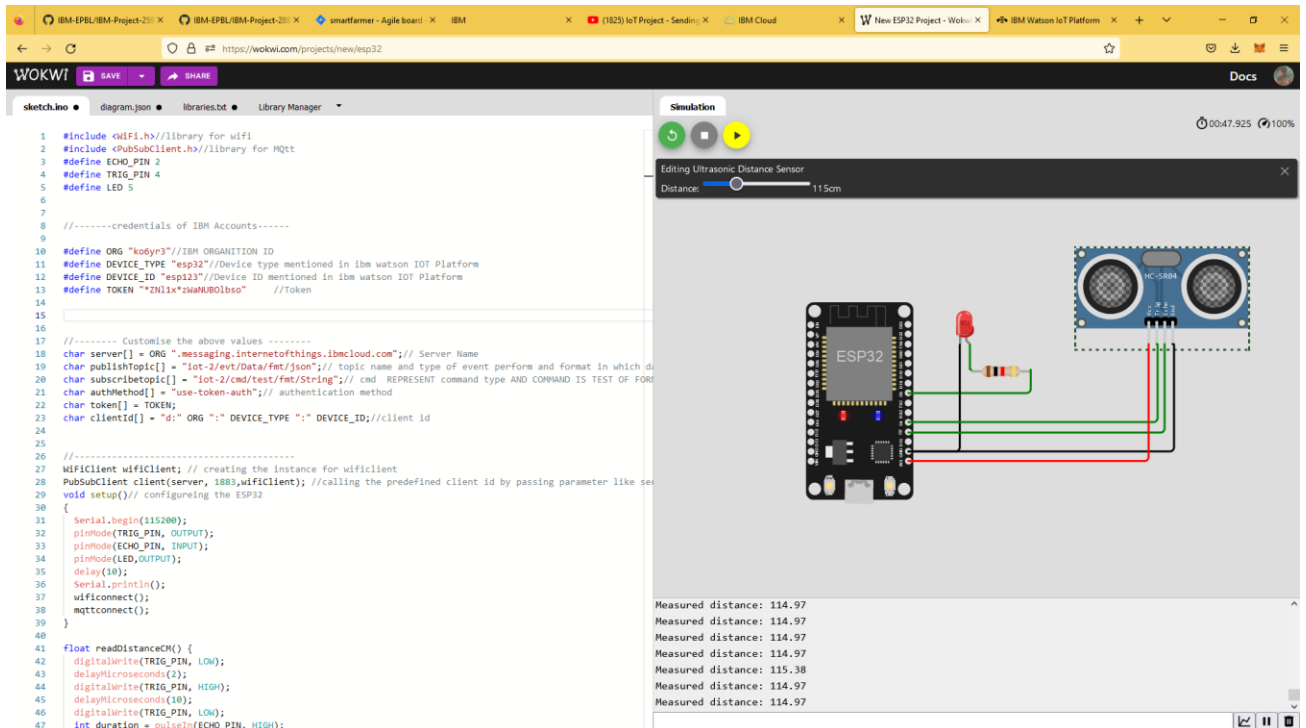 IBM-EPBL/IBM-Project-259
IBM-EPBL/IBM-Project-288
smartfarmer - Agile board -
IBM
(1825) IoT Project - Sending
IBM Cloud
New ESP32 Project - Wokwi
IBM Watson IoT Platform
https://wokwi.com/projects/new/esp32
WOKWI SAVE SHARE Docs
sketch.ino diagram.json libraries.txt Library Manager
1 #include <WiFi.h>//library for wifi
2 #include <PubSubClient.h>//library for MQtt
3 #define ECHO_PIN 2
4 #define TRIG_PIN 4
5 #define LED 5
6
7
8 //-------credentials of IBM Accounts------
9
10 #define ORG "ko6yr3"//IBM ORGANITION ID
11 #define DEVICE_TYPE "esp32"//Device type mentioned in ibm watson IOT Platform
12 #define DEVICE_ID "esp123"//Device ID mentioned in ibm watson IOT Platform
13 #define TOKEN "*ZNl1x*zWaNUBOlbso" //Token
14
15
16
17 //-------- Customise the above values --------
18 char server[] = ORG ".messaging.internetofthings.ibmcloud.com";// Server Name
19 char publishTopic[] = "iot-2/evt/Data/fmt/json";// topic name and type of event perform and format in which da
20 char subscribetopic[] = "iot-2/cmd/test/fmt/String";// cmd REPRESENT command type AND COMMAND IS TEST OF FOR
21 char authMethod[] = "use-token-auth";// authentication method
22 char token[] = TOKEN;
23 char clientId[] = "d:" ORG ":" DEVICE_TYPE ":" DEVICE_ID;//client id
24
25
26 //-----------------------------------
27 WiFiClient wifiClient; // creating the instance for wificlient
28 PubSubClient client(server, 1883,wifiClient); //calling the predefined client id by passing parameter like se
29 void setup()// configureing the ESP32
30 {
31 Serial.begin(115200);
32 pinMode(TRIG_PIN, OUTPUT);
33 pinMode(ECHO_PIN, INPUT);
34 pinMode(LED,OUTPUT);
35 delay(10);
36 Serial.println();
37 wificonnect();
38 mqttconnect();
39 }
40
41 float readDistanceCM() {
42 digitalWrite(TRIG_PIN, LOW);
43 delayMicroseconds(2);
44 digitalWrite(TRIG_PIN, HIGH);
45 delayMicroseconds(10);
46 digitalWrite(TRIG_PIN, LOW);
47 int duration = pulseIn(ECHO_PIN, HIGH);
Simulation
00:47.925 100%
Editing Ultrasonic Distance Sensor
Distance: 115cm
HC-SR04
Vcc
Trig
Echo
Gnd
ESP32
Measured distance: 114.97
Measured distance: 114.97
Measured distance: 114.97
Measured distance: 114.97
Measured distance: 115.38
Measured distance: 114.97
Measured distance: 114.97